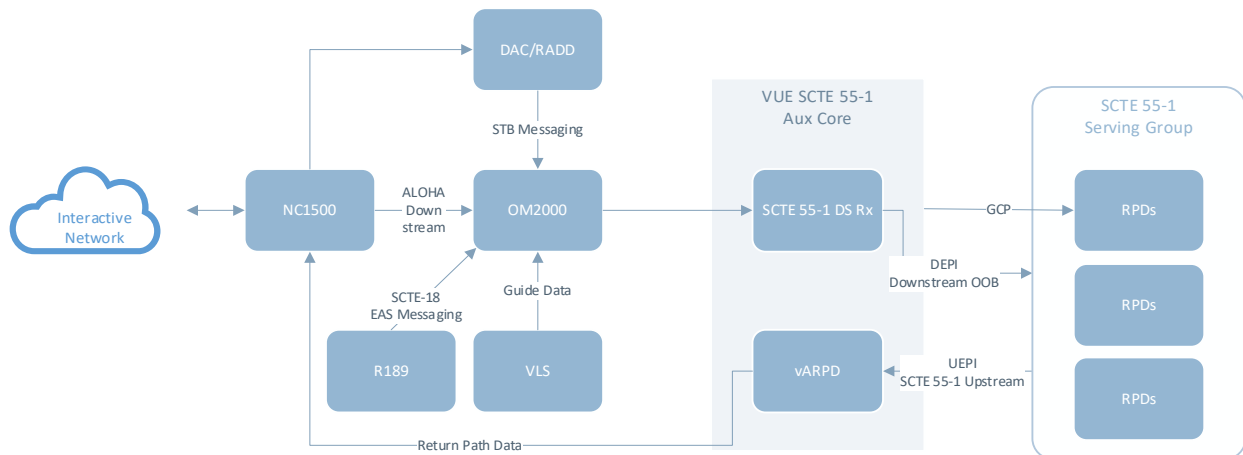 DAC/RADD
VUE SCTE 55-1
Aux Core
SCTE 55-1
Serving Group
STB Messaging
Interactive
Network
NC1500
ALOHA
Down
stream
OM2000
SCTE 55-1 DS Rx
GCP
RPDs
DEPI
Downstream OOB
SCTE-18
EAS Messaging
Guide Data
RPDs
R189
VLS
vARPD
UEPI
SCTE 55-1 Upstream
RPDs
Return Path Data